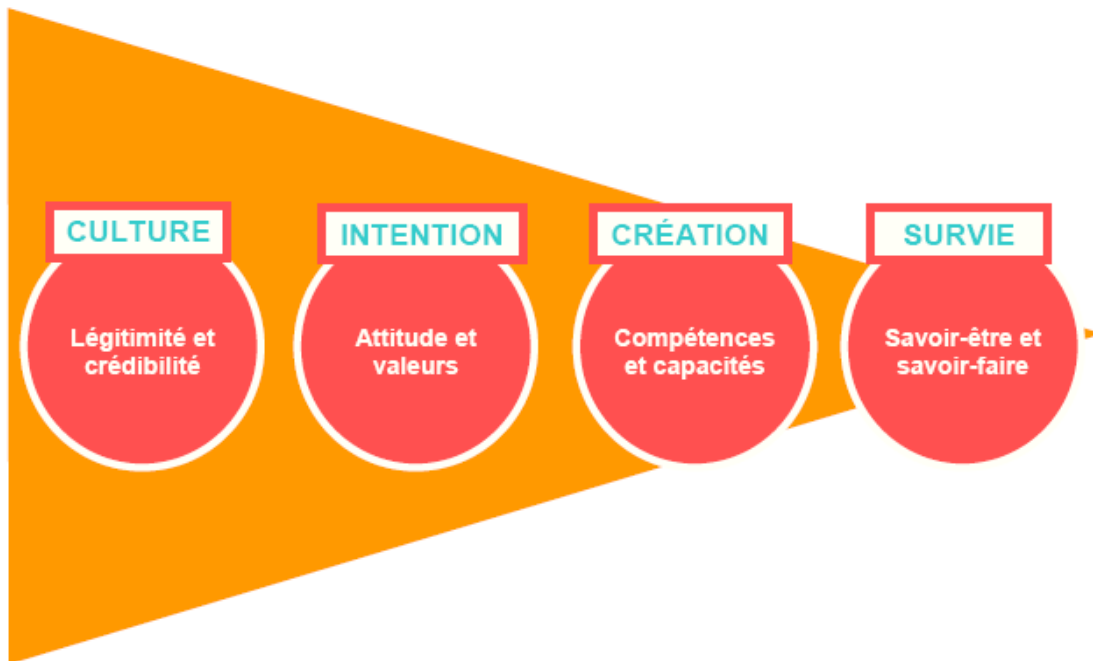 CULTURE
Légitimité et
crédibilité
INTENTION
Attitude et
valeurs
CRÉATION
Compétences
et capacités
SURVIE
Savoir-être et
savoir-faire